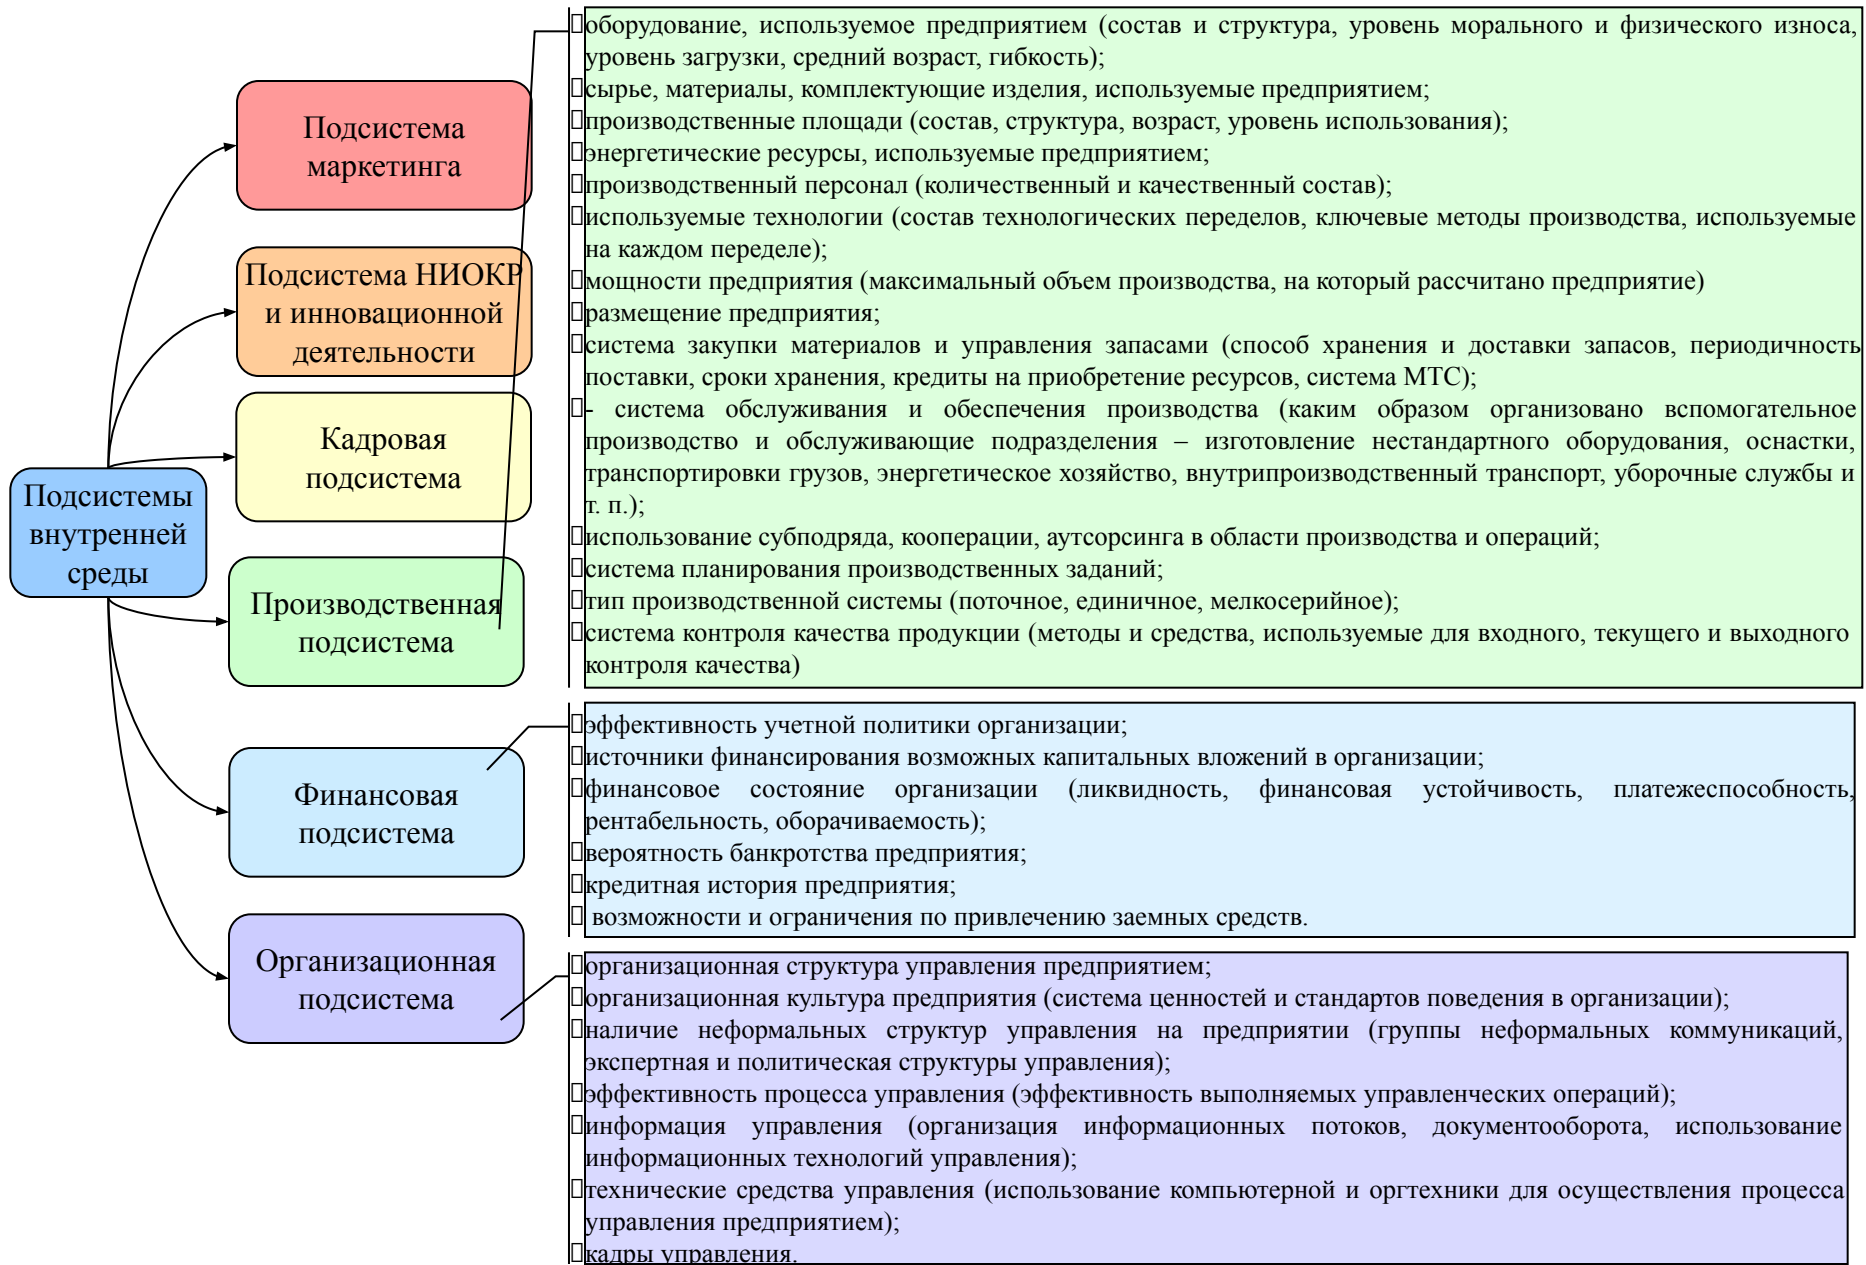 Подсистемы
внутренней
среды
Подсистема
маркетинга
Подсистема НИОКР
и инновационной
деятельности
Кадровая
подсистема
Производственная
подсистема
Финансовая
подсистема
Организационная
подсистема
оборудование, используемое предприятием (состав и структура, уровень морального и физического износа,
уровень загрузки, средний возраст, гибкость);
сырье, материалы, комплектующие изделия, используемые предприятием;
производственные площади (состав, структура, возраст, уровень использования);
энергетические ресурсы, используемые предприятием;
производственный персонал (количественный и качественный состав);
используемые технологии (состав технологических переделов, ключевые методы производства, используемые
на каждом переделе);
мощности предприятия (максимальный объем производства, на который рассчитано предприятие)
размещение предприятия;
система закупки материалов и управления запасами (способ хранения и доставки запасов, периодичность
поставки, сроки хранения, кредиты на приобретение ресурсов, система МТС);
- система обслуживания и обеспечения производства (каким образом организовано вспомогательное
производство и обслуживающие подразделения – изготовление нестандартного оборудования, оснастки,
транспортировки грузов, энергетическое хозяйство, внутрипроизводственный транспорт, уборочные службы и
т. п.);
использование субподряда, кооперации, аутсорсинга в области производства и операций;
система планирования производственных заданий;
тип производственной системы (поточное, единичное, мелкосерийное);
система контроля качества продукции (методы и средства, используемые для входного, текущего и выходного
контроля качества)
эффективность учетной политики организации;
источники финансирования возможных капитальных вложений в организации;
финансовое состояние организации (ликвидность, финансовая устойчивость, платежеспособность,
рентабельность, оборачиваемость);
вероятность банкротства предприятия;
кредитная история предприятия;
возможности и ограничения по привлечению заемных средств.
организационная структура управления предприятием;
организационная культура предприятия (система ценностей и стандартов поведения в организации);
наличие неформальных структур управления на предприятии (группы неформальных коммуникаций,
экспертная и политическая структуры управления);
эффективность процесса управления (эффективность выполняемых управленческих операций);
информация управления (организация информационных потоков, документооборота, использование
информационных технологий управления);
технические средства управления (использование компьютерной и оргтехники для осуществления процесса
управления предприятием);
кадры управления.